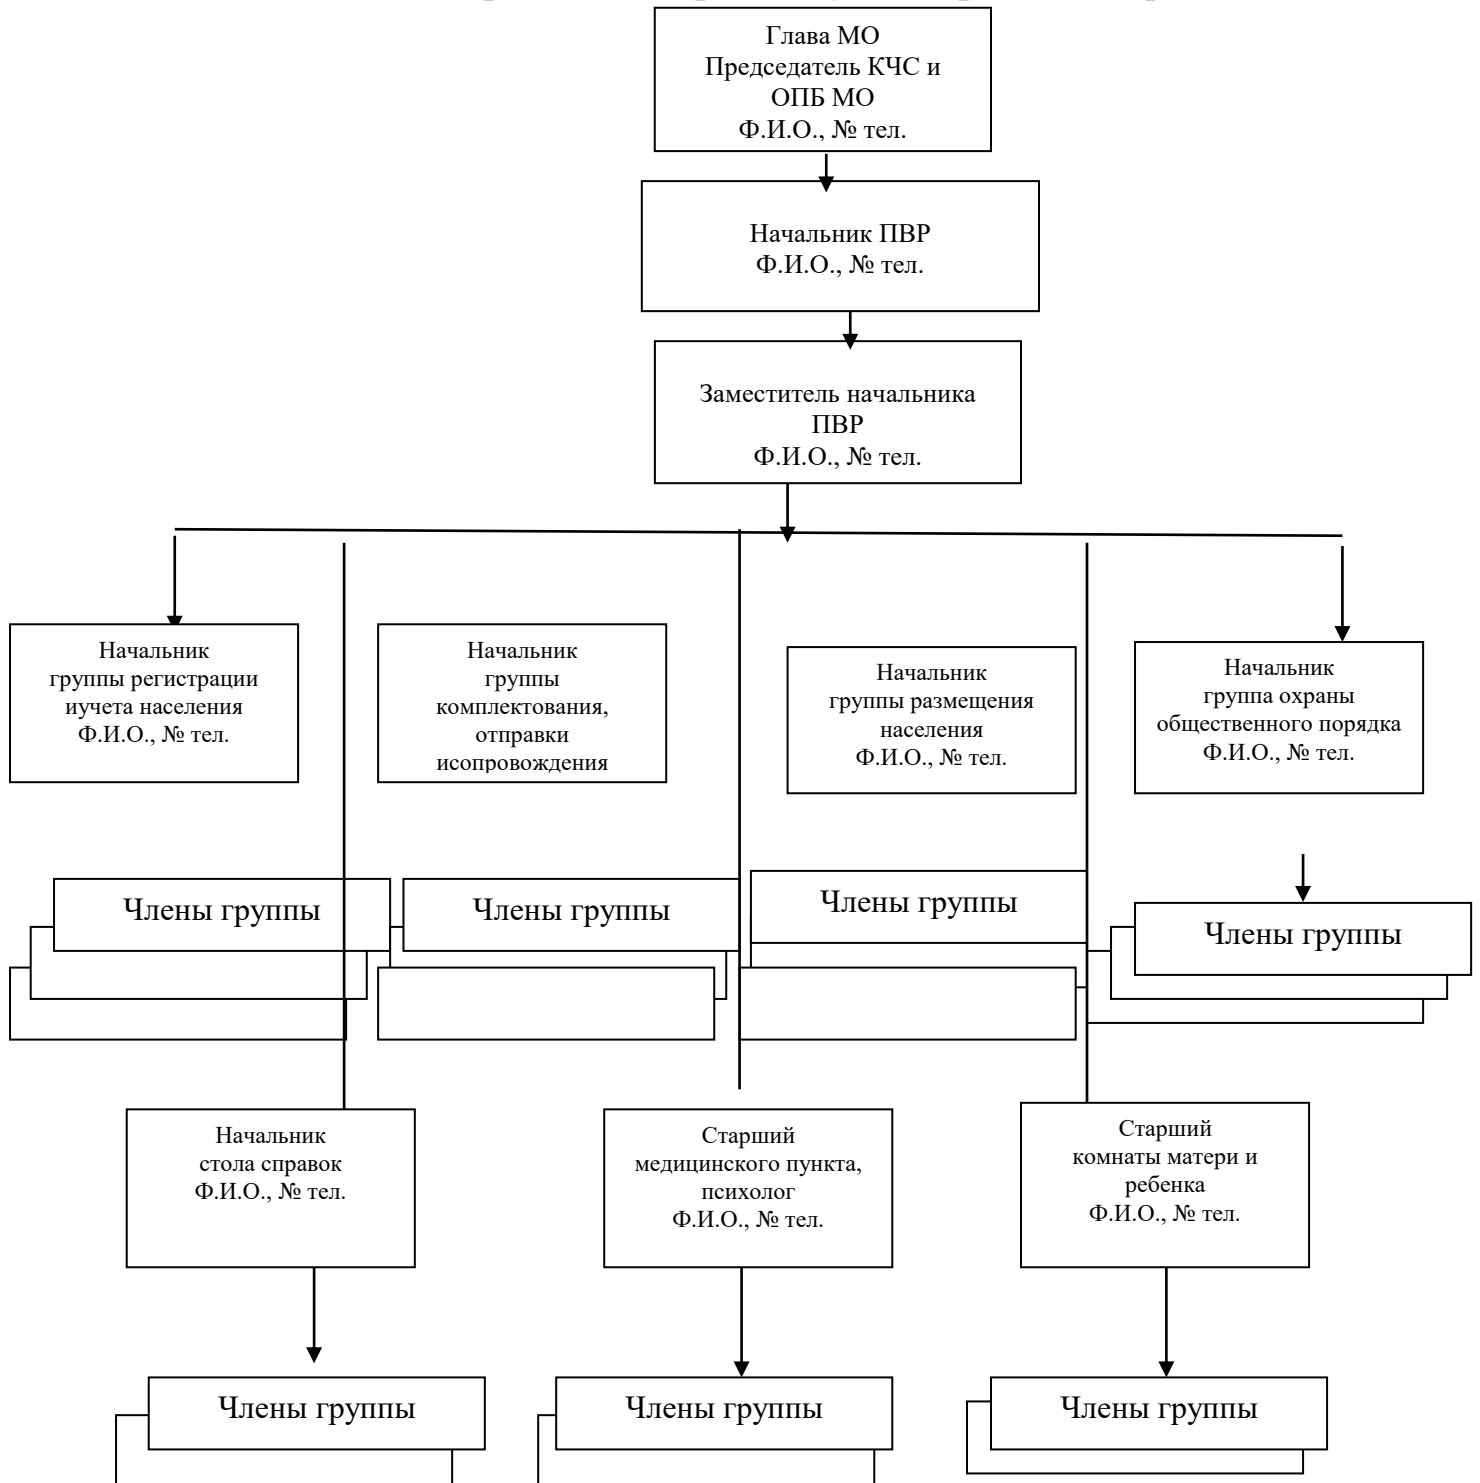 Глава МО
Председатель КЧС и
ОПБ МО
Ф.И.О., № тел.
Начальник ПВР
Ф.И.О., № тел.
Заместитель начальника
ПВР
Ф.И.О., № тел.
Начальник
группы регистрации
иучета населения
Ф.И.О., № тел.
Начальник
группы
комплектования,
отправки
исопровождения
Начальник
группы размещения
населения
Ф.И.О., № тел.
Начальник
группа охраны
общественного порядка
Ф.И.О., № тел.
Члены группы
Члены группы
Члены группы
Члены группы
Начальник
стола справок
Ф.И.О., № тел.
Старший
медицинского пункта,
психолог
Ф.И.О., № тел.
Старший
комнаты матери и
ребенка
Ф.И.О., № тел.
Члены группы
Члены группы
Члены группы